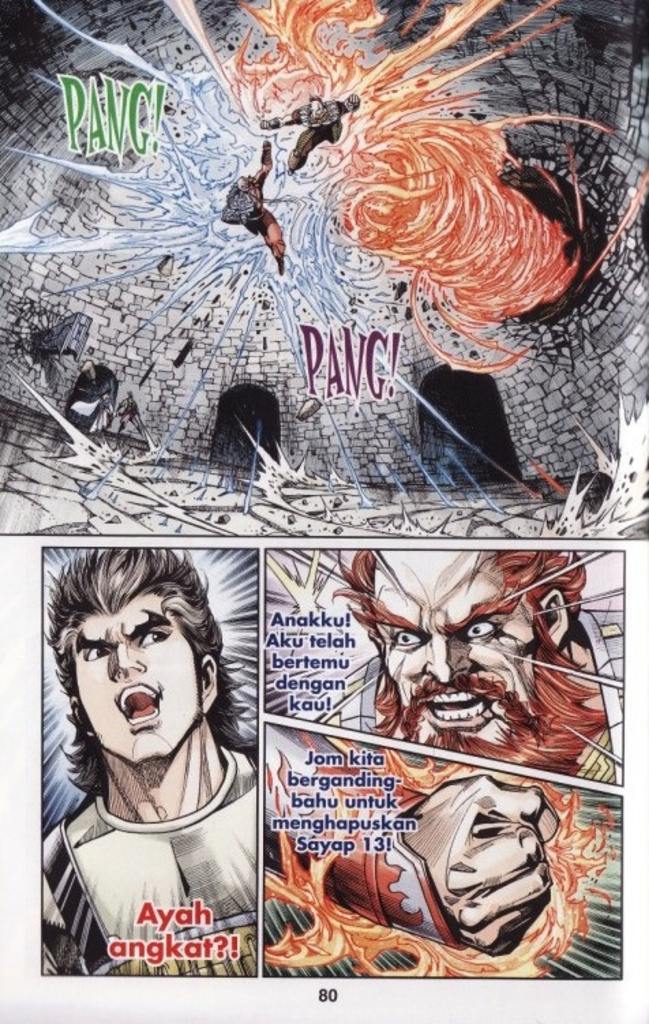 PANG!
PANG!
Ayah
angkat?!
Anakku!
Aku telah
bertemu
dengan
kau!
Jom kita
berganding-
bahu untuk
menghapuskan
Sayap 13!
80